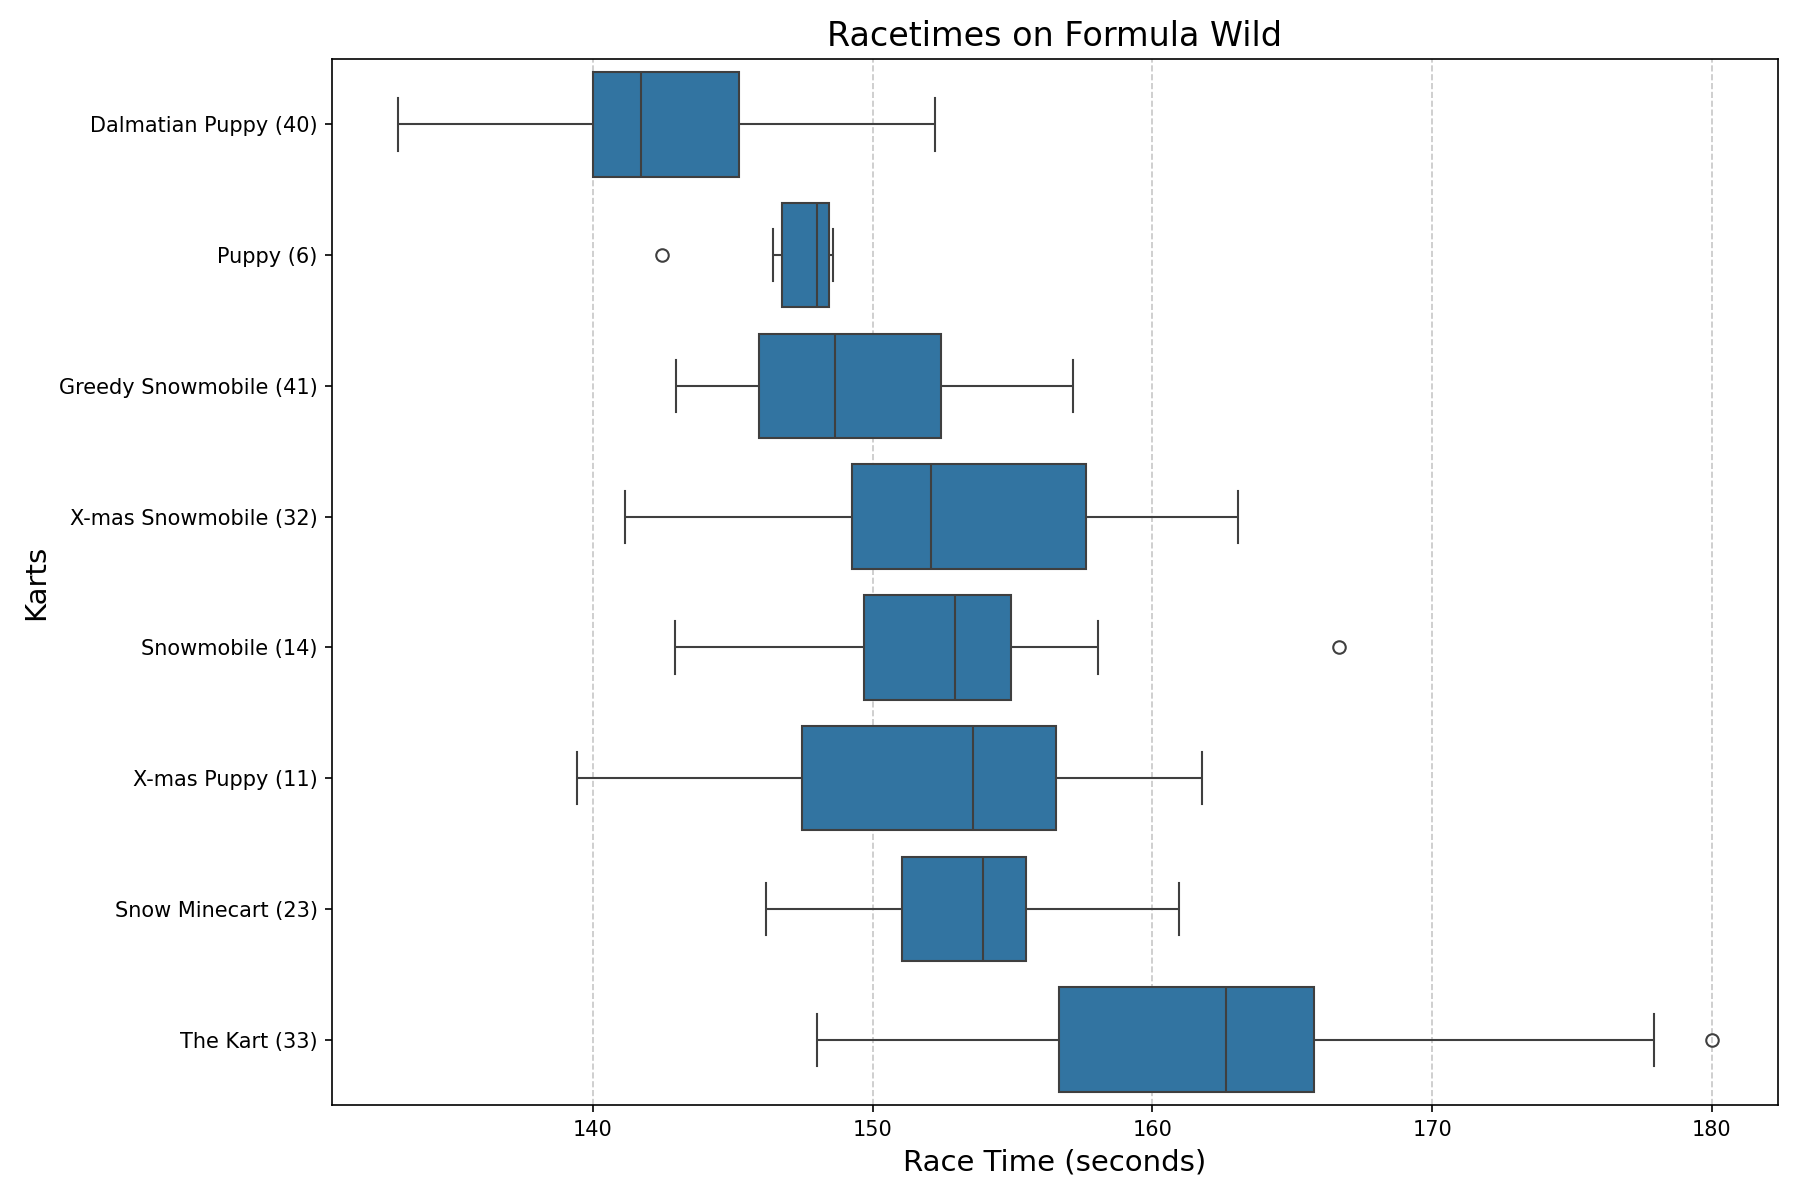 Racetimes on Formula Wild
Dalmatian Puppy (40)
Puppy (6)
Greedy Snowmobile (41)
X-mas Snowmobile (32)
Snowmobile (14)
X-mas Puppy (11)
Snow Minecart (23)
The Kart (33)
Karts
140 150 160 170 180
Race Time (seconds)